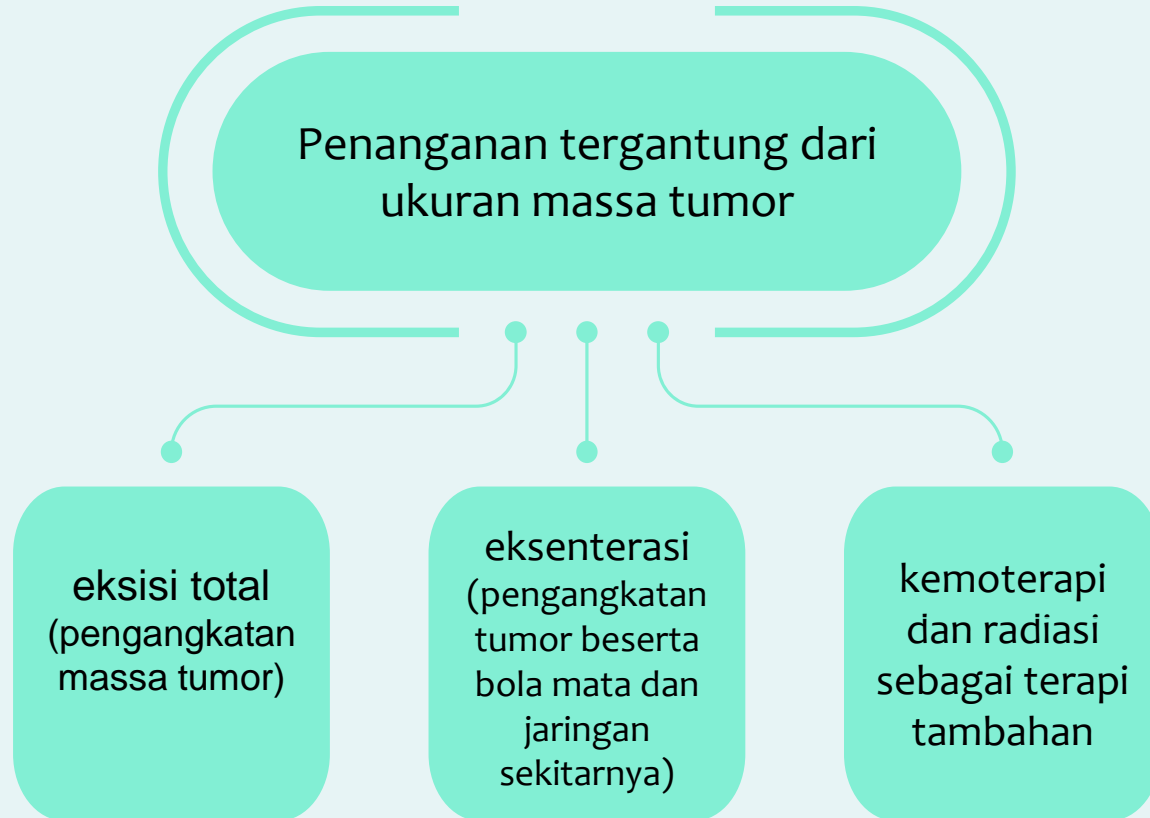 Penanganan tergantung dari
ukuran massa tumor
eksisi total
(pengangkatan
massa tumor)
eksenterasi
(pengangkatan
tumor beserta
bola mata dan
jaringan
sekitarnya)
kemoterapi
dan radiasi
sebagai terapi
tambahan